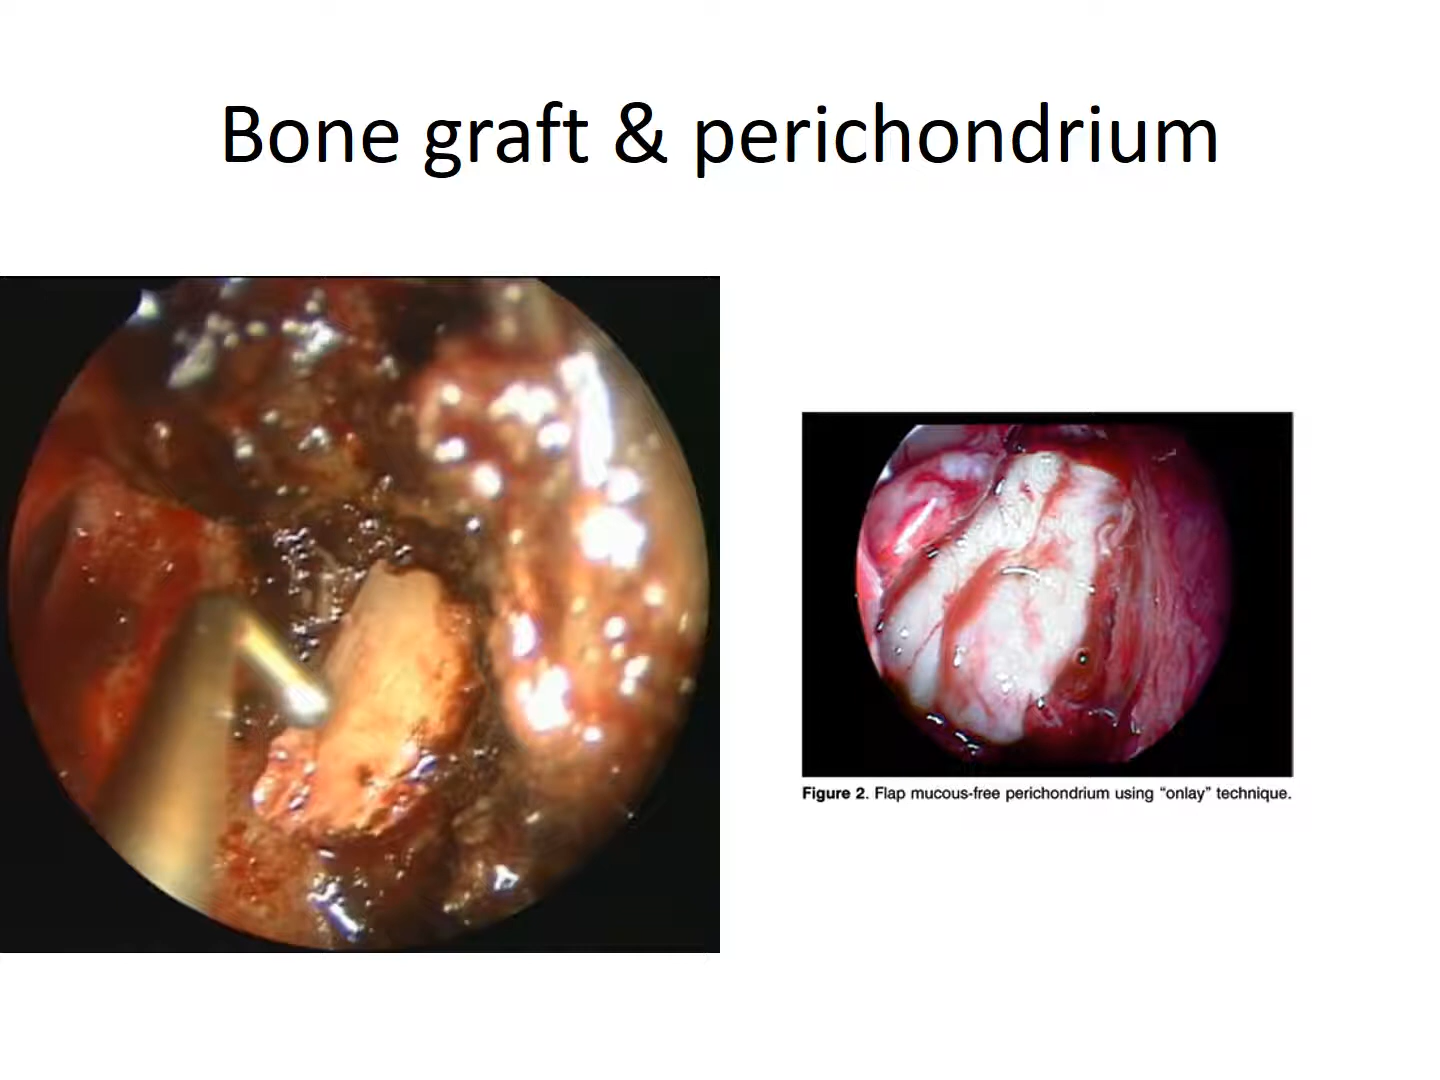 Bone graft & perichondrium
Figure 2. Flap mucous-free perichondrium using “onlay” technique.